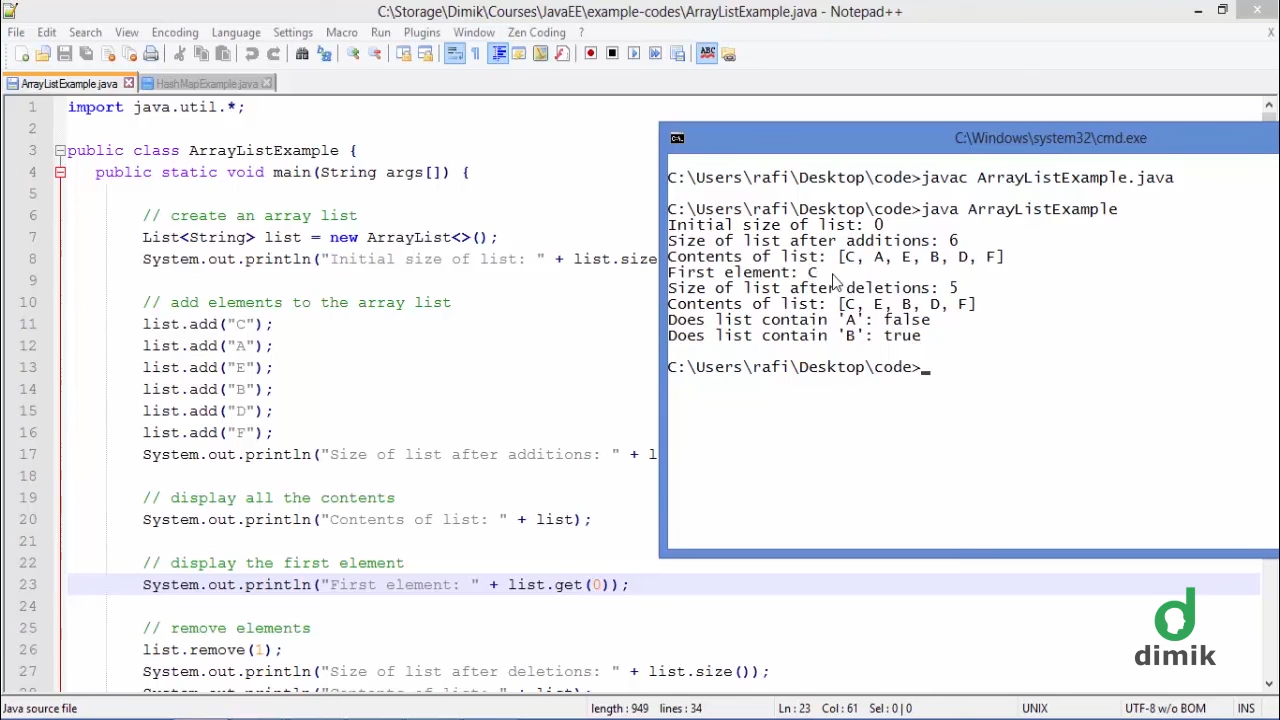 C:\Storage\Dimik\Courses\JavaEE\example-codes\ArrayListExample.java - Notepad++
File Edit Search View Encoding Language Settings Macro Run Plugins Window Zen Coding ? X
ArrayListExample.java HashMapExample.java
1 import java.util.*;
2
3 public class ArrayListExample {
4 public static void main(String args[]) {
5
6 // create an array list
7 List<String> list = new ArrayList<>();
8 System.out.println("Initial size of list: " + list.size
9
10 // add elements to the array list
11 list.add("C");
12 list.add("A");
13 list.add("E");
14 list.add("B");
15 list.add("D");
16 list.add("F");
17 System.out.println("Size of list after additions: " + l
18
19 // display all the contents
20 System.out.println("Contents of list: " + list);
21
22 // display the first element
23 System.out.println("First element: " + list.get(0));
24
25 // remove elements
26 list.remove(1);
27 System.out.println("Size of list after deletions: " + list.size());
28 System.out.println("Contents of list: " + list);
C:\Windows\system32\cmd.exe
C:\Users\rafi\Desktop\code>javac ArrayListExample.java
C:\Users\rafi\Desktop\code>java ArrayListExample
Initial size of list: 0
Size of list after additions: 6
Contents of list: [C, A, E, B, D, F]
First element: C
Size of list after deletions: 5
Contents of list: [C, E, B, D, F]
Does list contain 'A': false
Does list contain 'B': true
C:\Users\rafi\Desktop\code>_
dimik
Java source file length : 949 lines : 34 Ln : 23 Col : 61 Sel : 0 | 0 UNIX UTF-8 w/o BOM INS